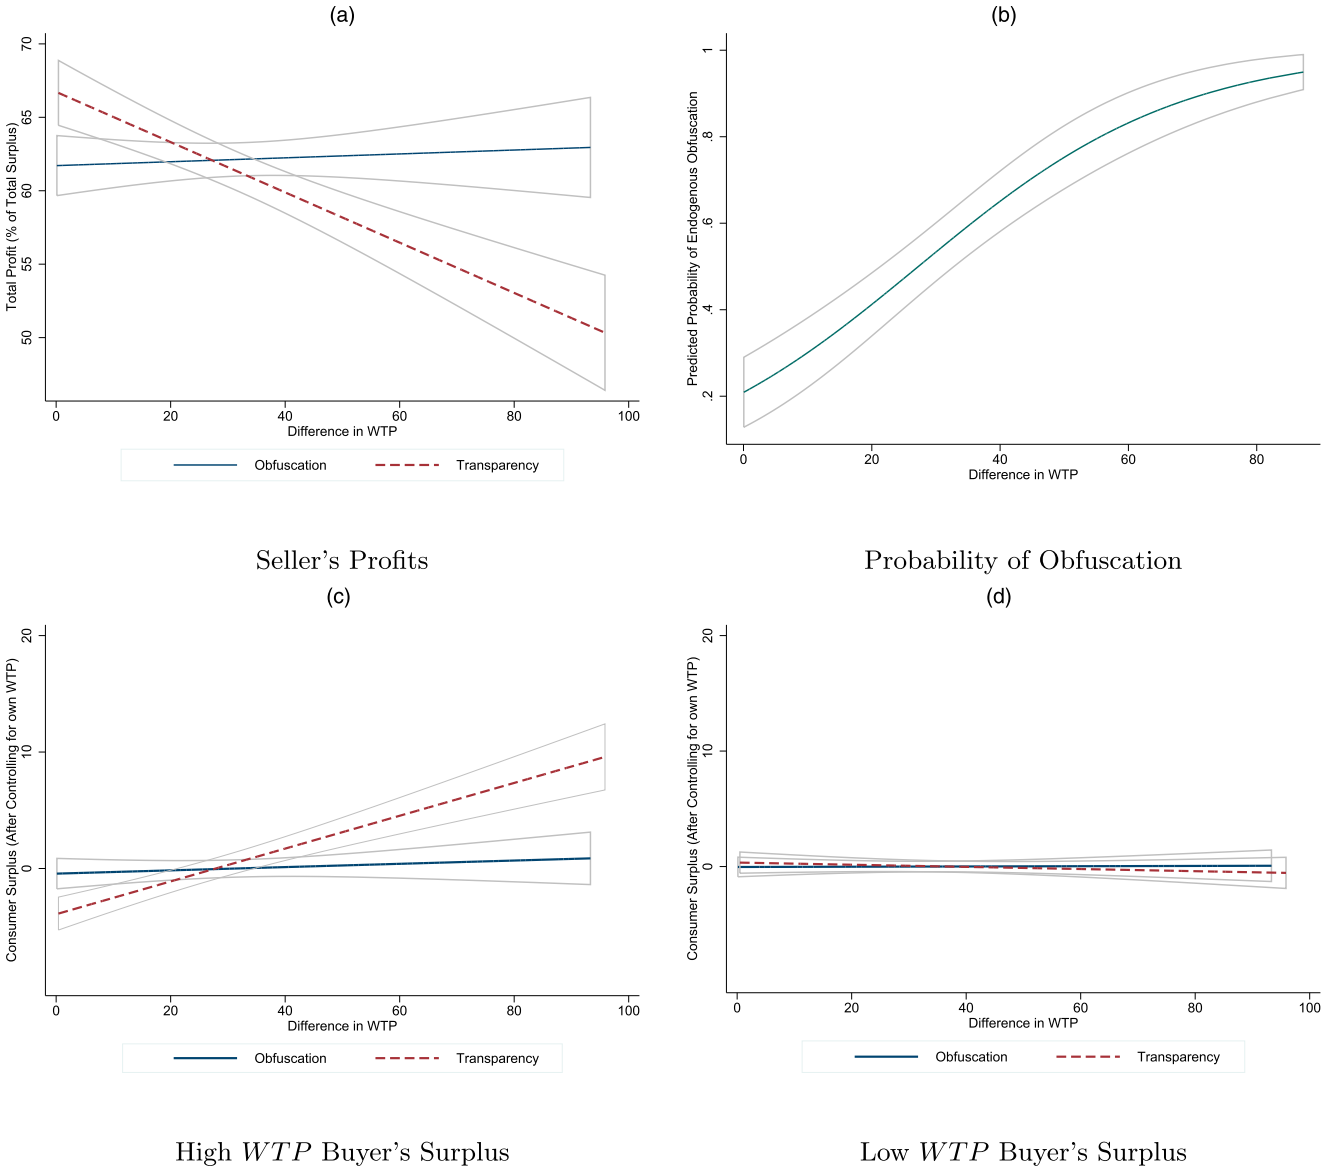 (a)
70
65
60
55
50
Total Profit (% of Total Surplus)
0 20 40 60 80 100
Difference in WTP
Obfuscation Transparency
Seller's Profits
(b)
1
.8
.6
.4
.2
Predicted Probability of Endogenous Obfuscation
0 20 40 60 80
Difference in WTP
Probability of Obfuscation
(c)
20
10
0
Consumer Surplus (After Controlling for own WTP)
0 20 40 60 80 100
Difference in WTP
Obfuscation Transparency
High WTP Buyer's Surplus
(d)
20
10
0
Consumer Surplus (After Controlling for own WTP)
0 20 40 60 80 100
Difference in WTP
Obfuscation Transparency
Low WTP Buyer's Surplus